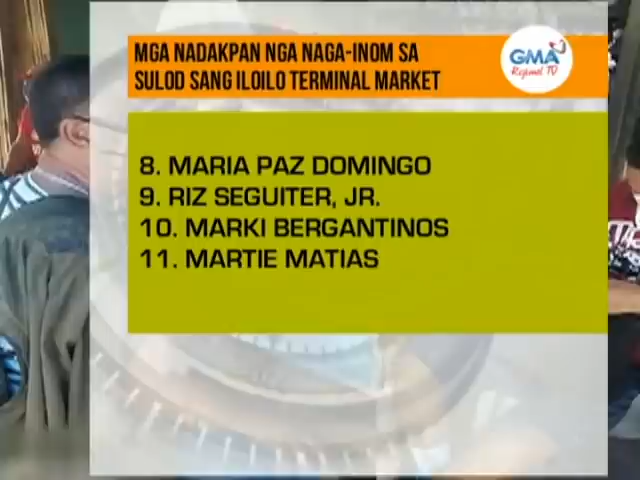 MGA NADAKPAN NGA NAGA-INOM SA
SULOD SANG ILOILO TERMINAL MARKET
GMA
Regional TV
8. MARIA PAZ DOMINGO
9. RIZ SEGUITER, JR.
10. MARKI BERGANTINOS
11. MARTIE MATIAS